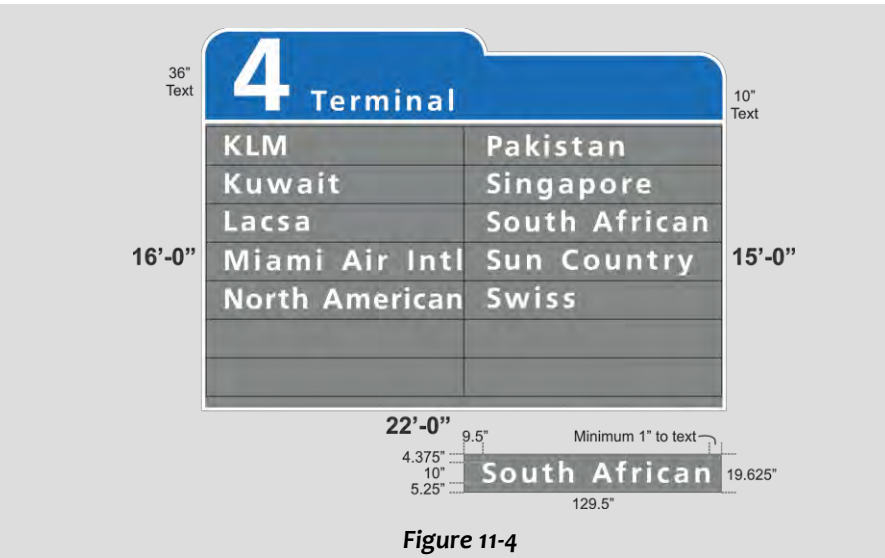 36”
Text
4 Terminal
10”
Text
KLM Pakistan
Kuwait Singapore
Lacsa South African
16’-0” Miami Air Intl Sun Country 15’-0”
North American Swiss
22’-0”
9.5” Minimum 1” to text
4.375”
10” South African 19.625”
5.25”
129.5”
Figure 11-4